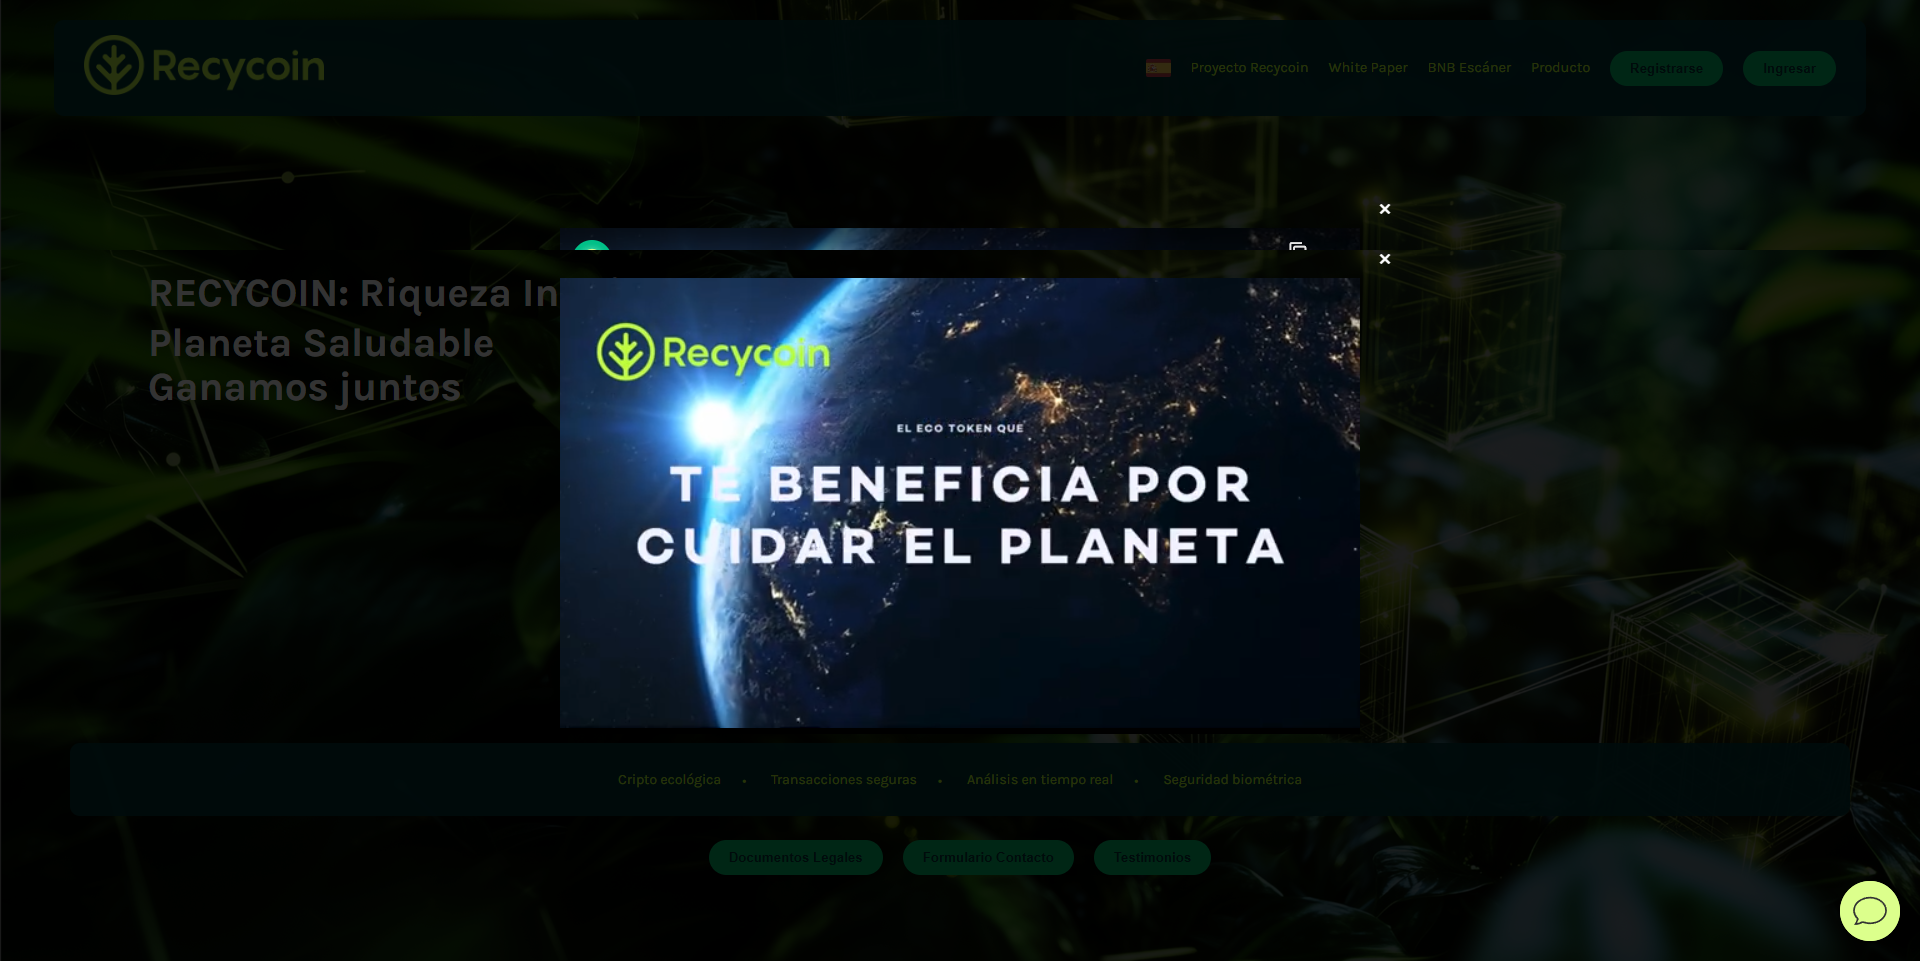 Recycoin
Proyecto Recycoin
White Paper
BNB Escáner
Producto
Registrarse
Ingresar
RECYCOIN: Riqueza
Planeta Saludable
Ganamos juntos
Recycoin
EL ECO TOKEN QUE
TE BENEFICIA POR
CUIDAR EL PLANETA
Cripto ecológica • Transacciones seguras • Análisis en tiempo real • Seguridad biométrica
Documentos Legales
Formulario Contacto
Testimonios